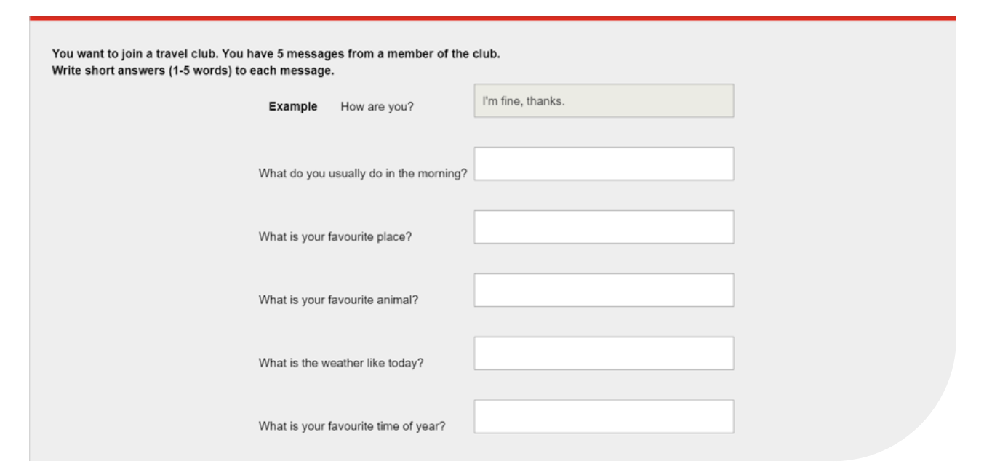 You want to join a travel club. You have 5 messages from a member of the club.
Write short answers (1-5 words) to each message.
Example How are you? I'm fine, thanks.
What do you usually do in the morning?
What is your favourite place?
What is your favourite animal?
What is the weather like today?
What is your favourite time of year?